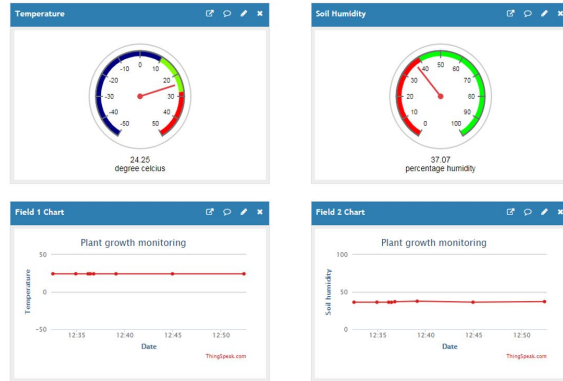 Temperature
-50
-40
-30
-20
-10
0
10
20
30
40
50
24.25
degree celcius
Soil Humidity
0
10
20
30
40
50
60
70
80
90
100
37.07
percentage humidity
Field 1 Chart
Plant growth monitoring
Temperature
50
0
-50
12:35
12:40
12:45
12:50
Date
ThingSpeak.com
Field 2 Chart
Plant growth monitoring
Soil humidity
100
50
0
12:35
12:40
12:45
12:50
Date
ThingSpeak.com